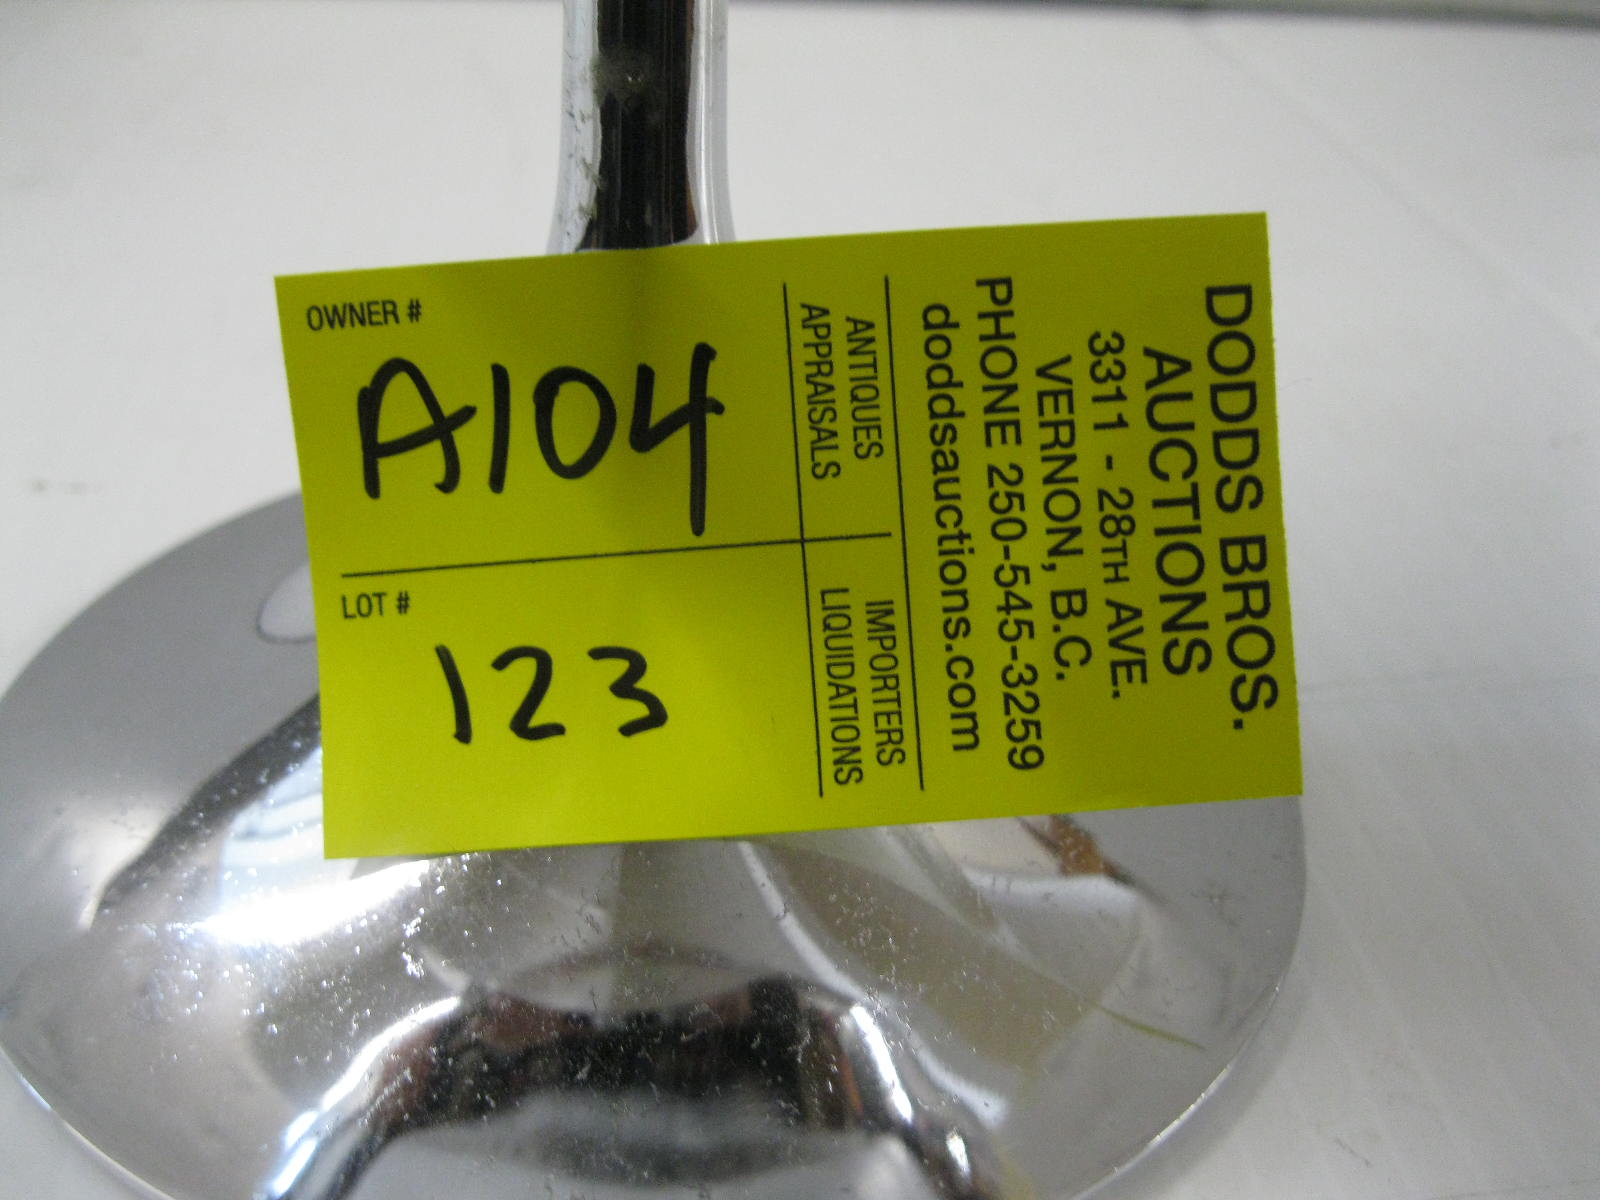 DODDS BROS.
AUCTIONS
3311 - 28TH AVE.
VERNON, B.C.
PHONE 250-545-3259
doddsauctions.com
ANTIQUES
APPRAISALS
IMPORTERS
LIQUIDATIONS
OWNER #
A104
LOT #
123